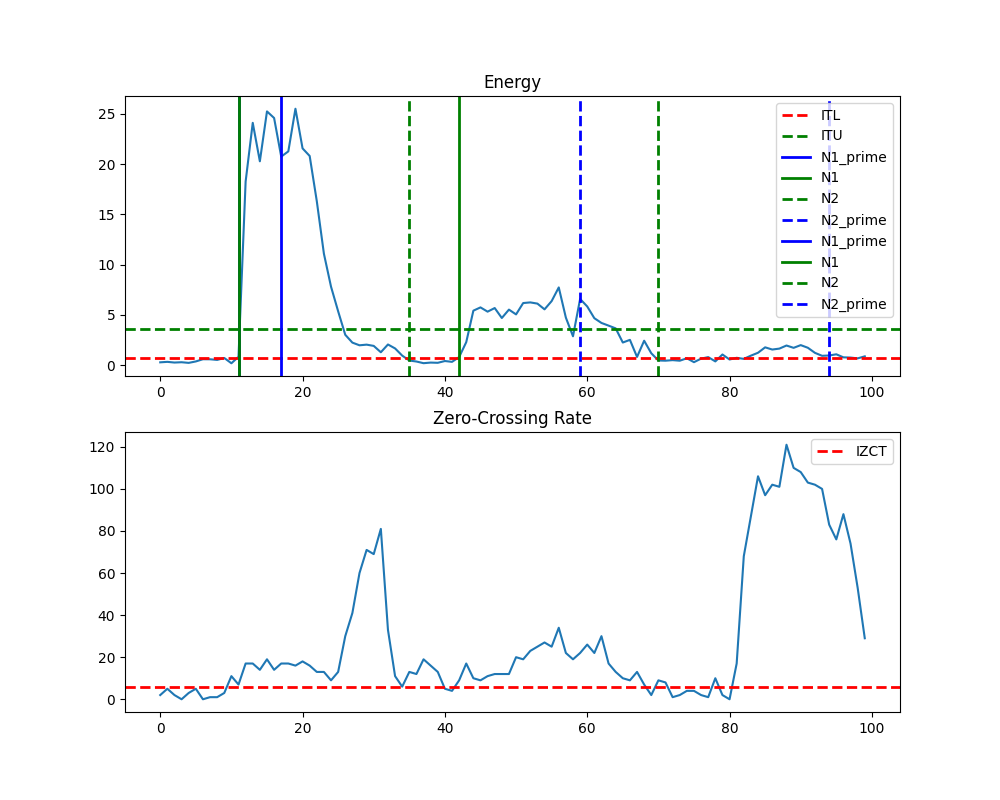 Energy
25
20
15
10
5
0
ITL
ITU
N1_prime
N1
N2
N2_prime
N1_prime
N1
N2
N2_prime
0 20 40 60 80 100
Zero-Crossing Rate
120
100
80
60
40
20
0
IZCT
0 20 40 60 80 100